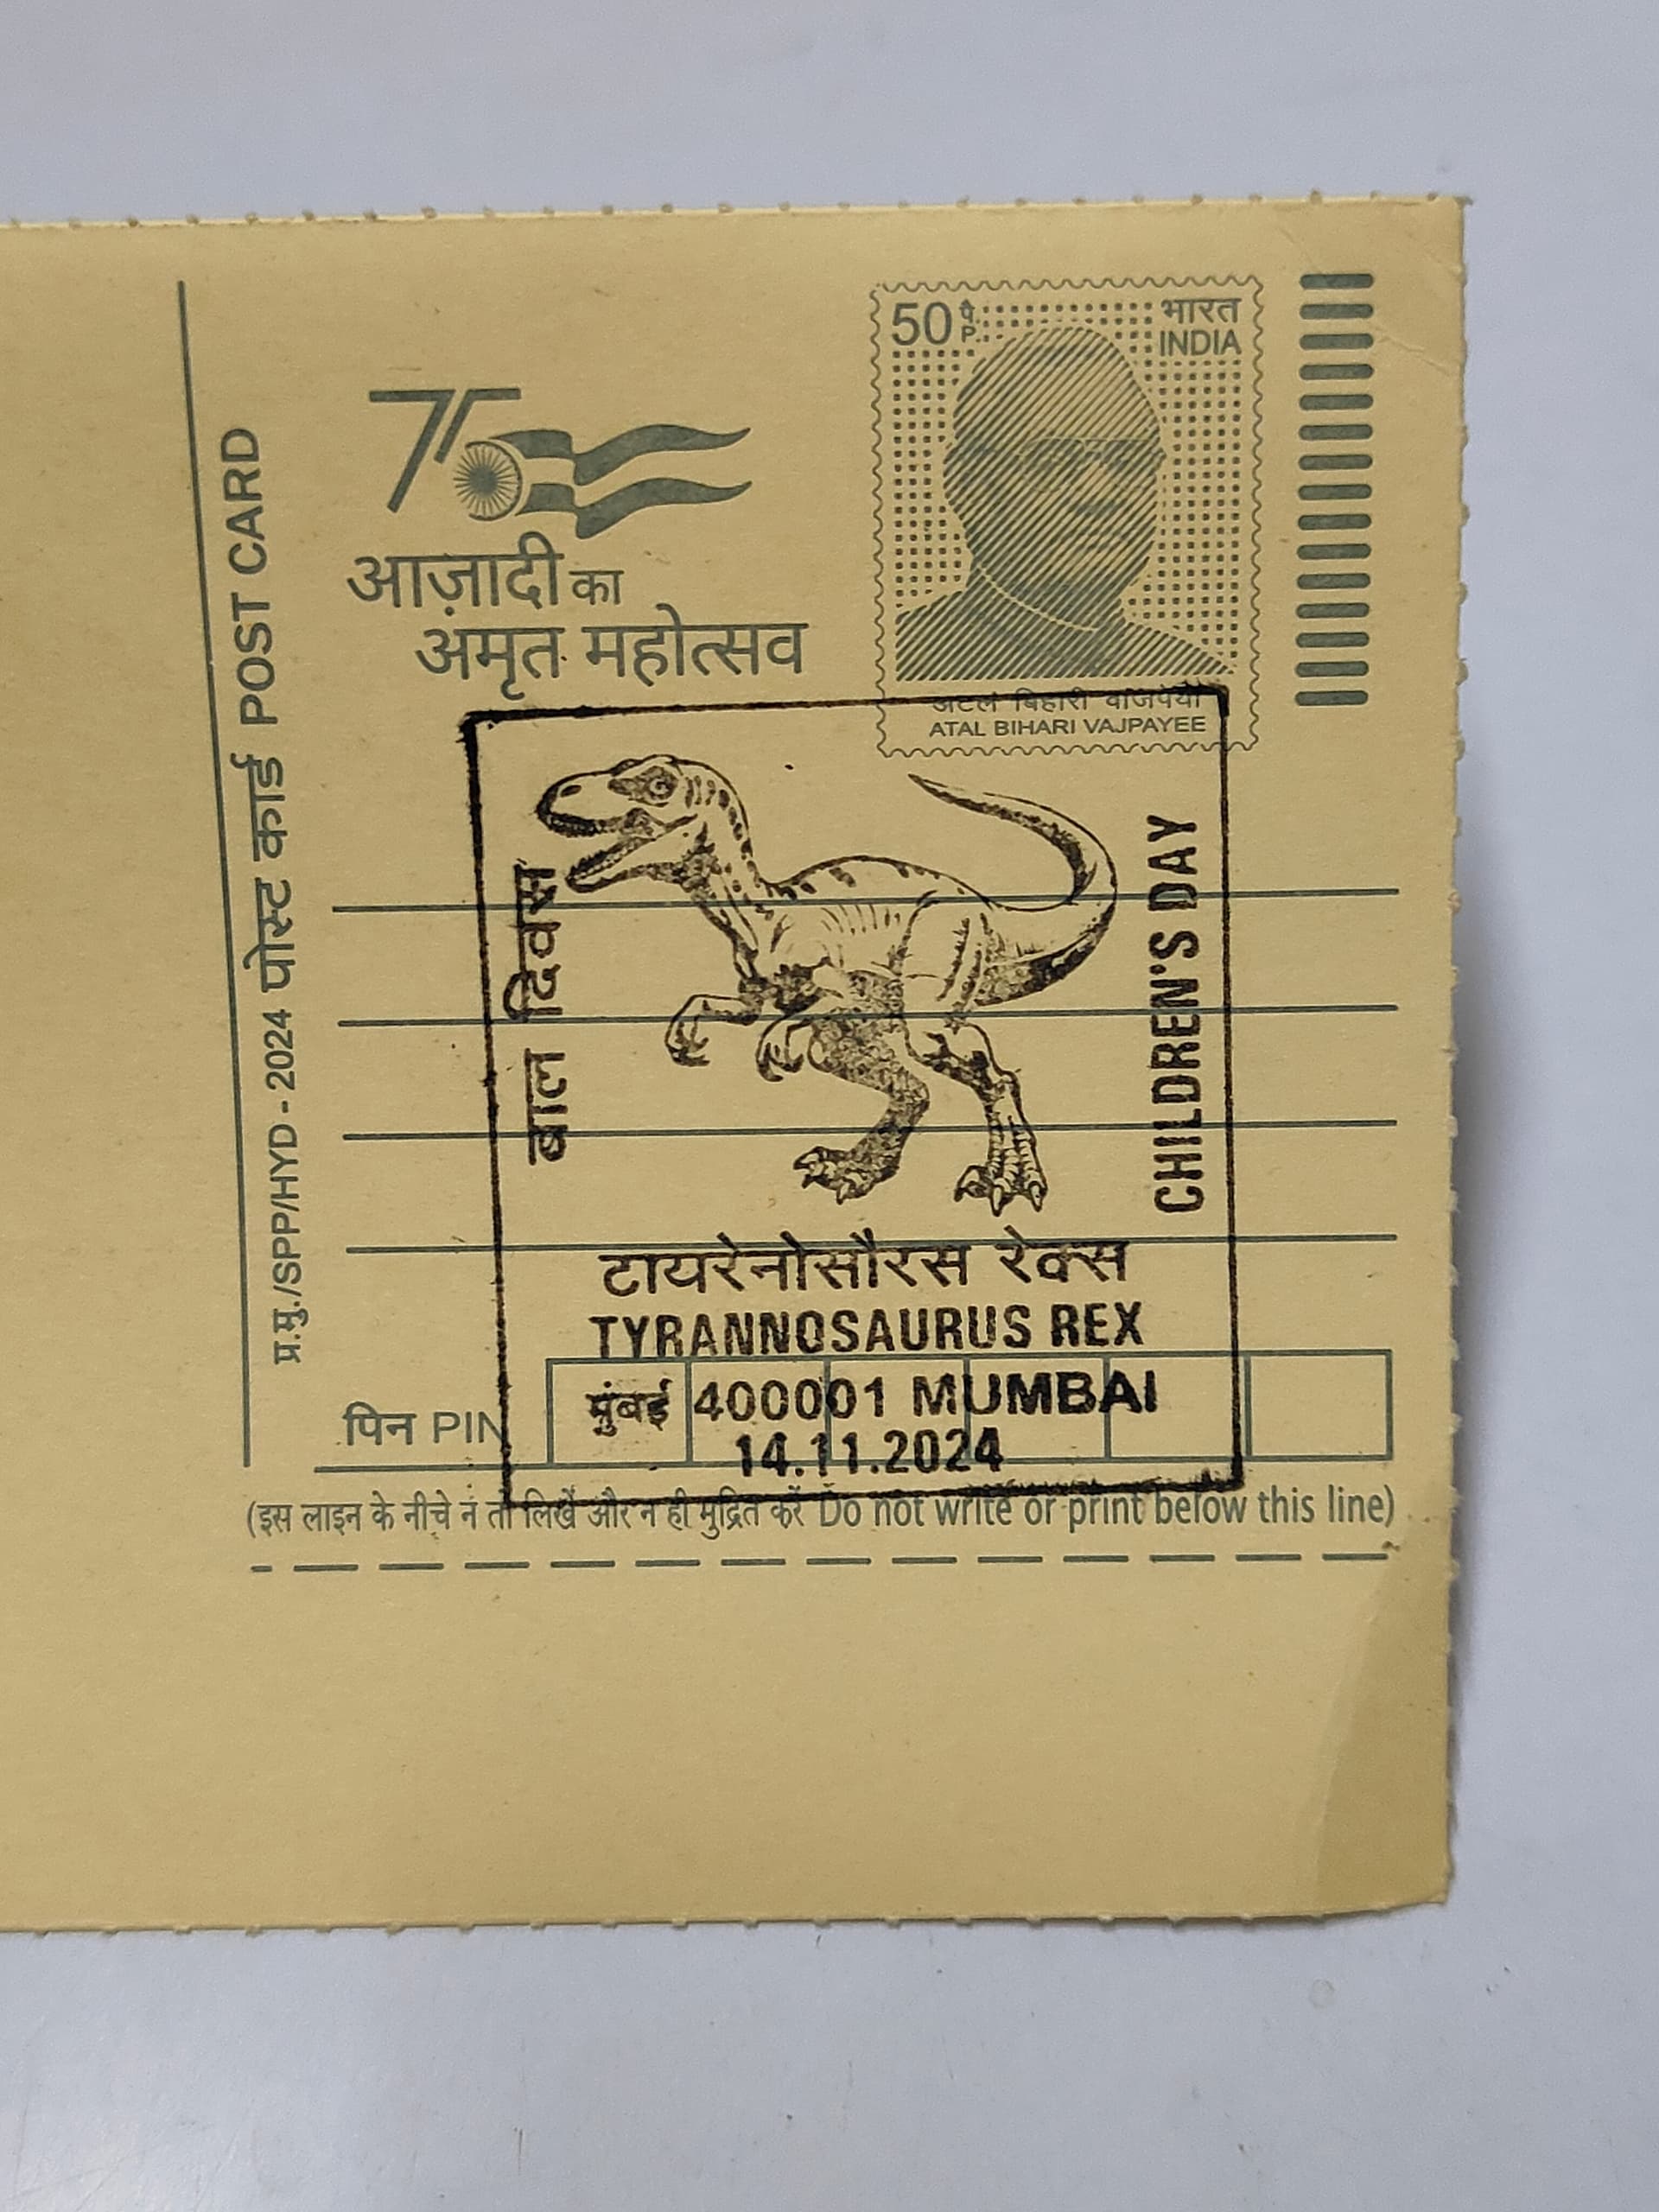 50 पै. P.
भारत
INDIA
75
आज़ादी का
अमृत महोत्सव
अटल बिहारी वाजपेयी
ATAL BIHARI VAJPAYEE
प्र.मु./SPP/HYD - 2024 पोस्ट कार्ड POST CARD
बाल दिवस
CHILDREN'S DAY
टायरेनोसौरस रेक्स
TYRANNOSAURUS REX
मुंबई 400001 MUMBAI
14.11.2024
पिन PIN
(इस लाइन के नीचे न तो लिखें और न ही मुद्रित करें Do not write or print below this line)